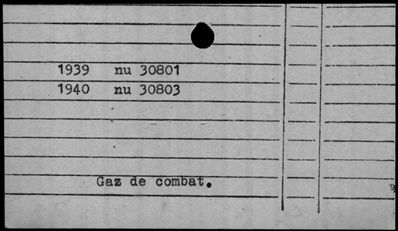 1939 nu 30801
1940 nu 30803
Gaz de combat.